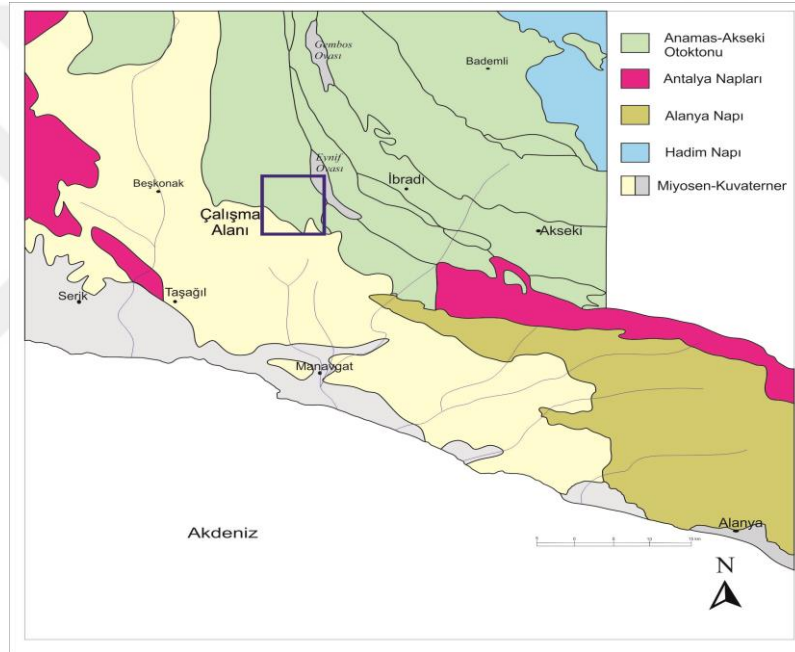 Gembos
Ovası
Bademli
Eynif
Ovası
İbradı
Beşkonak
Çalışma
Alanı
Akseki
Serik
Taşağıl
Manavgat
Akdeniz
Alanya
N
Anamas-Akseki
Otoktonu
Antalya Napları
Alanya Napı
Hadim Napı
Miyosen-Kuvaterner